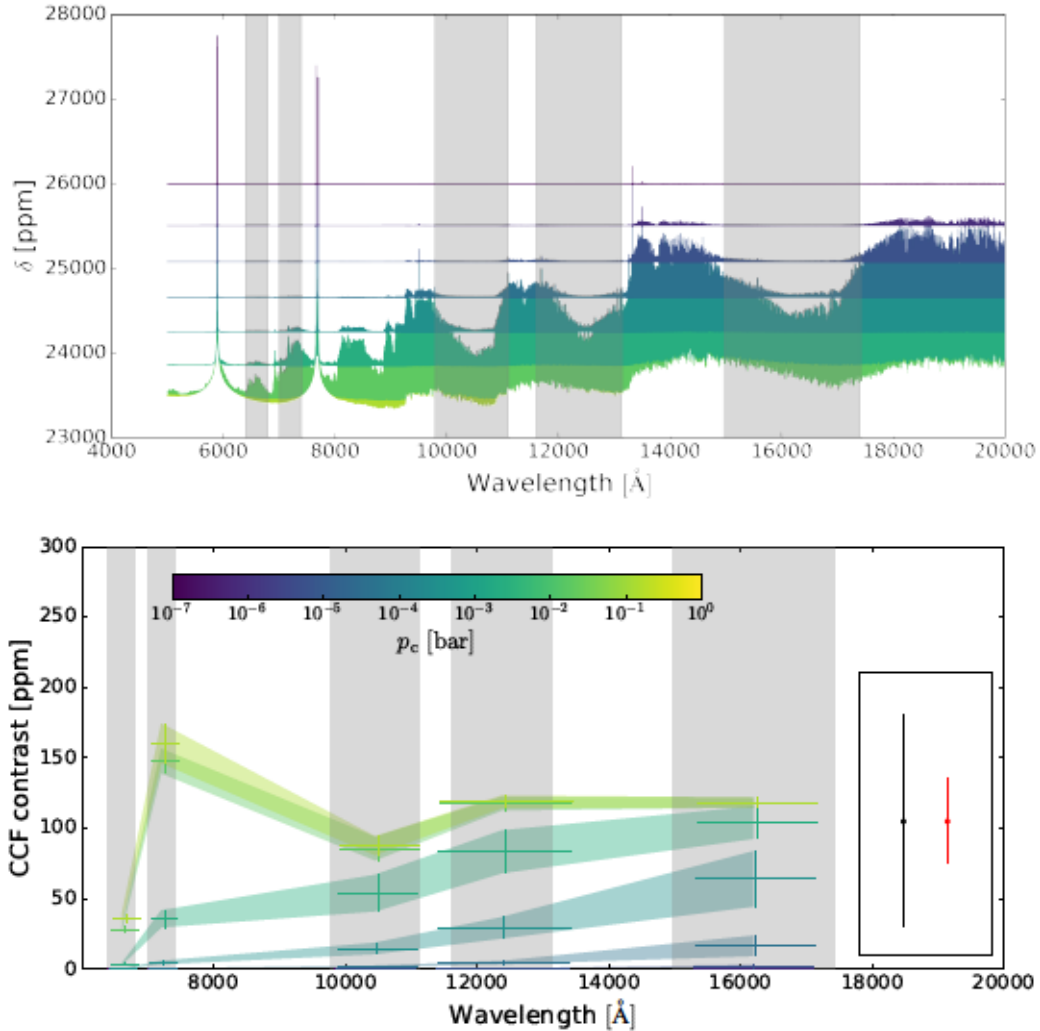 28000
27000
26000
25000
24000
23000
δ [ppm]
4000 6000 8000 10000 12000 14000 16000 18000 20000
Wavelength [Å]
300
250
200
150
100
50
0
CCF contrast [ppm]
10⁻⁷ 10⁻⁶ 10⁻⁵ 10⁻⁴ 10⁻³ 10⁻² 10⁻¹ 10⁰
p_c [bar]
8000 10000 12000 14000 16000 18000 20000
Wavelength [Å]